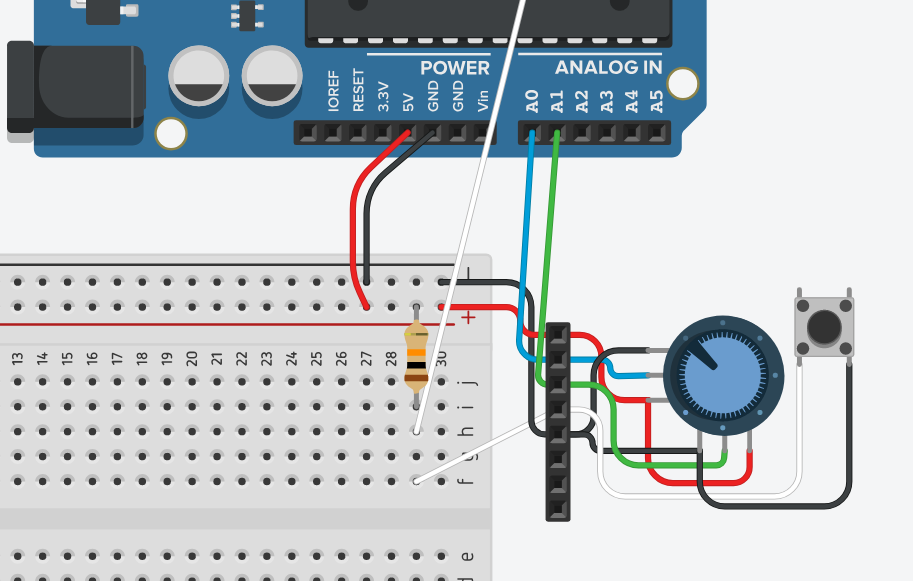 POWER
ANALOG IN
IOREF
RESET
3.3V
5V
GND
GND
Vin
A0
A1
A2
A3
A4
A5
−
+
13 14 15 16 17 18 19 20 21 22 23 24 25 26 27 28 30
j
i
h
g
f
e
d